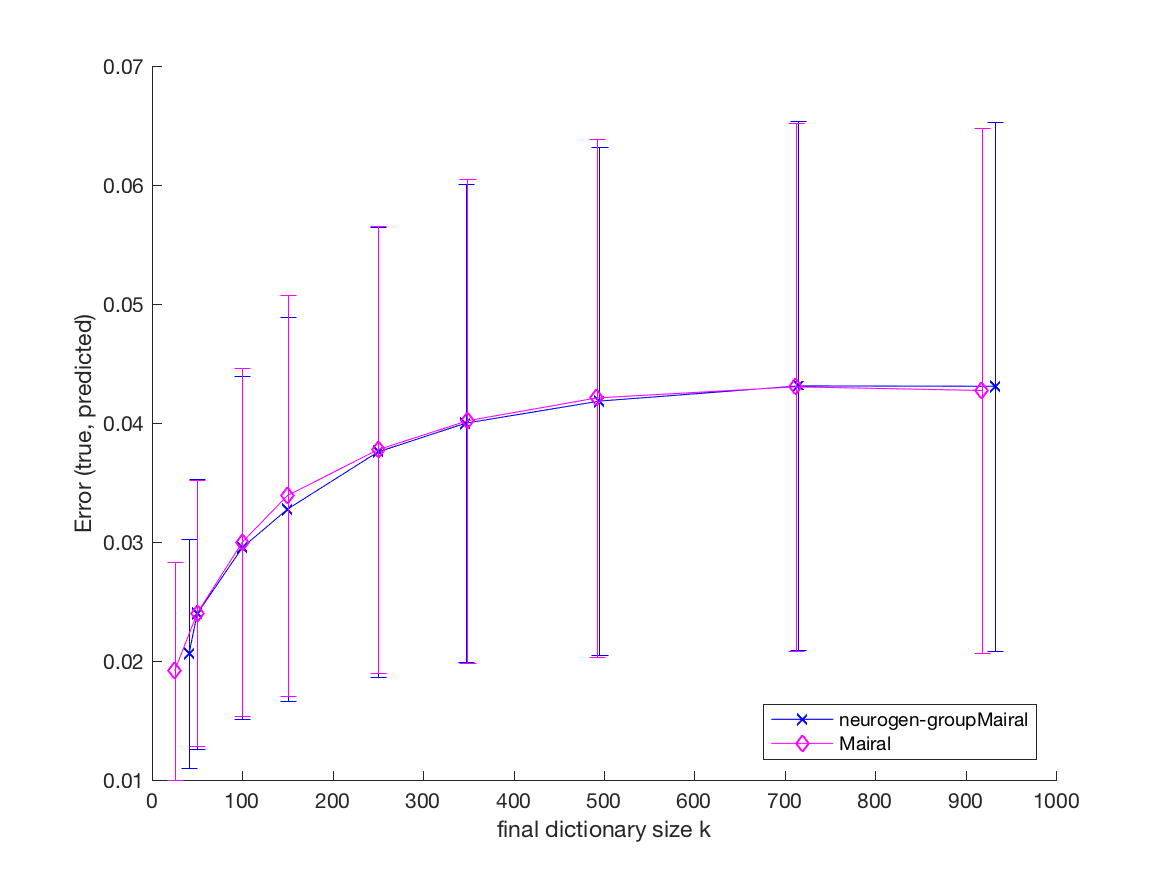 0.07
0.06
0.05
0.04
0.03
0.02
0.01
Error (true, predicted)
0 100 200 300 400 500 600 700 800 900 1000
final dictionary size k
neurogen-groupMairal
Mairal